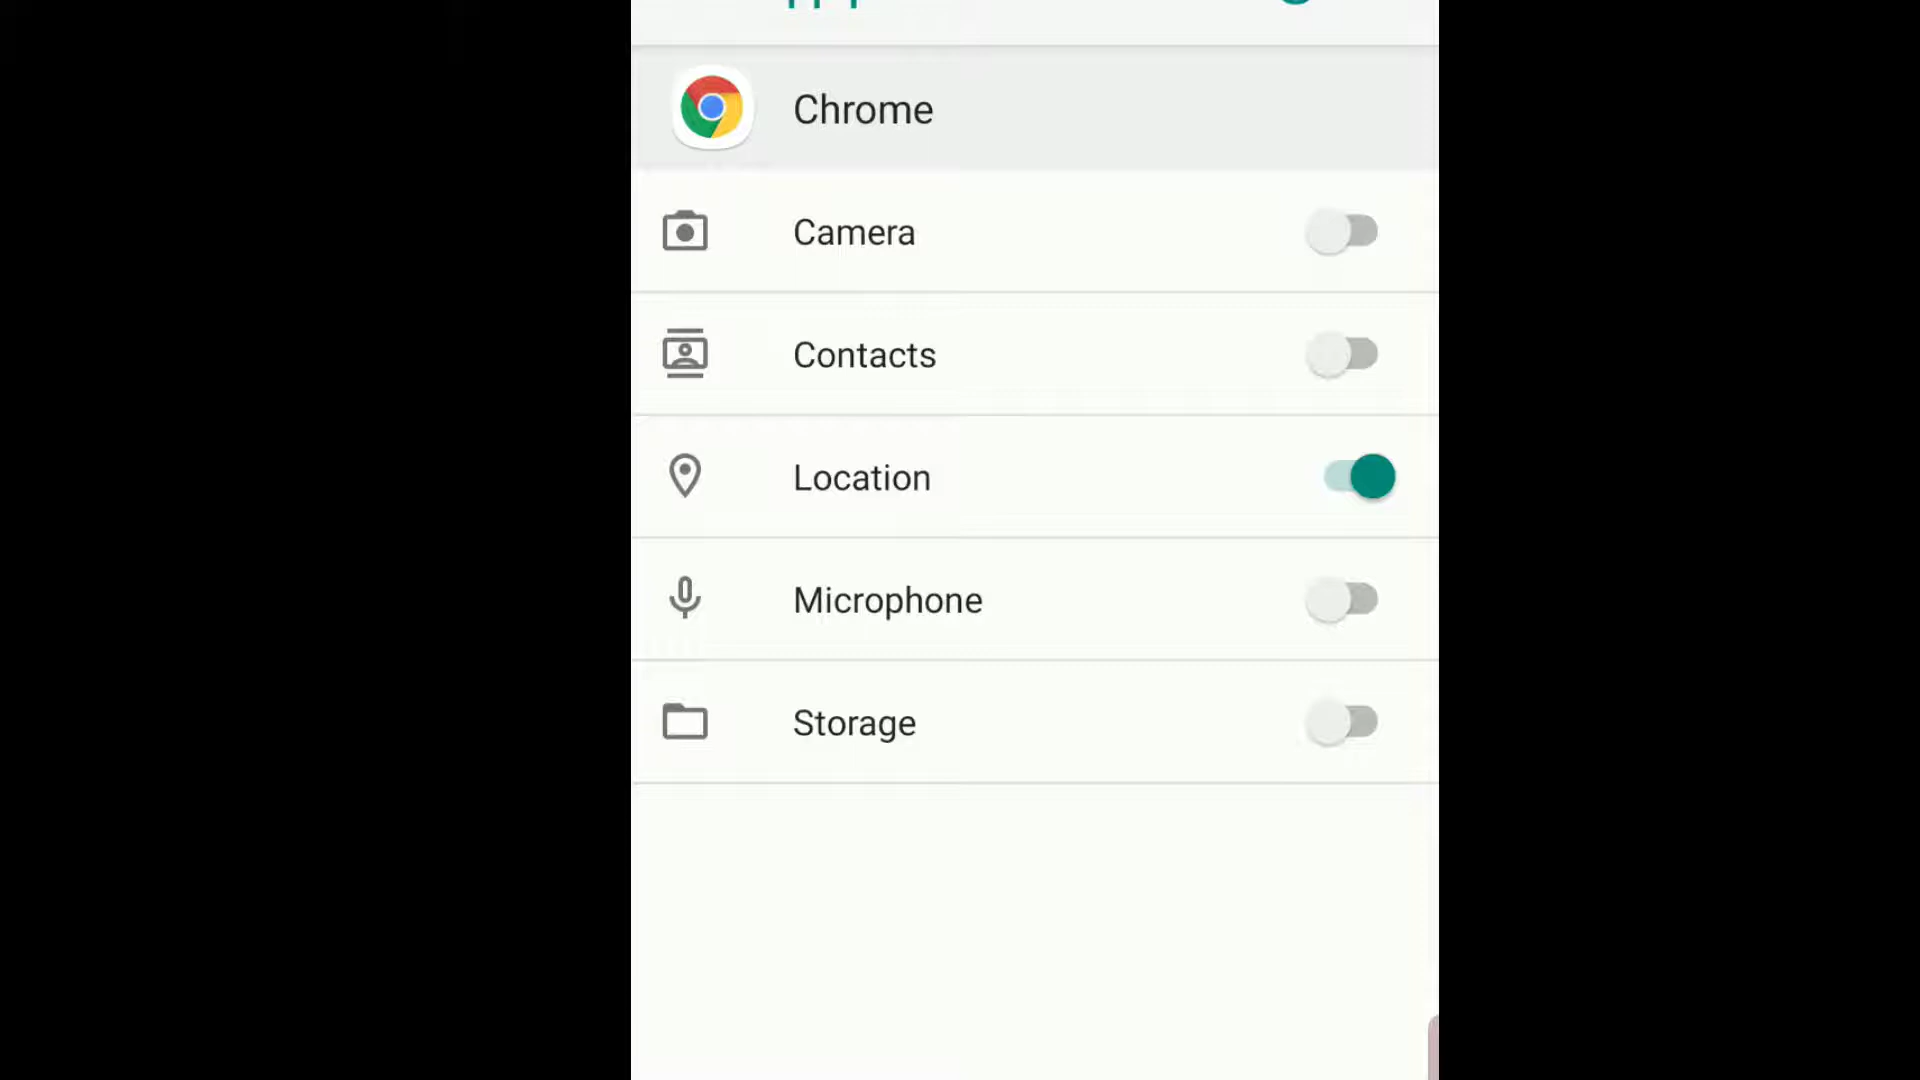 Chrome
Camera
Contacts
Location
Microphone
Storage